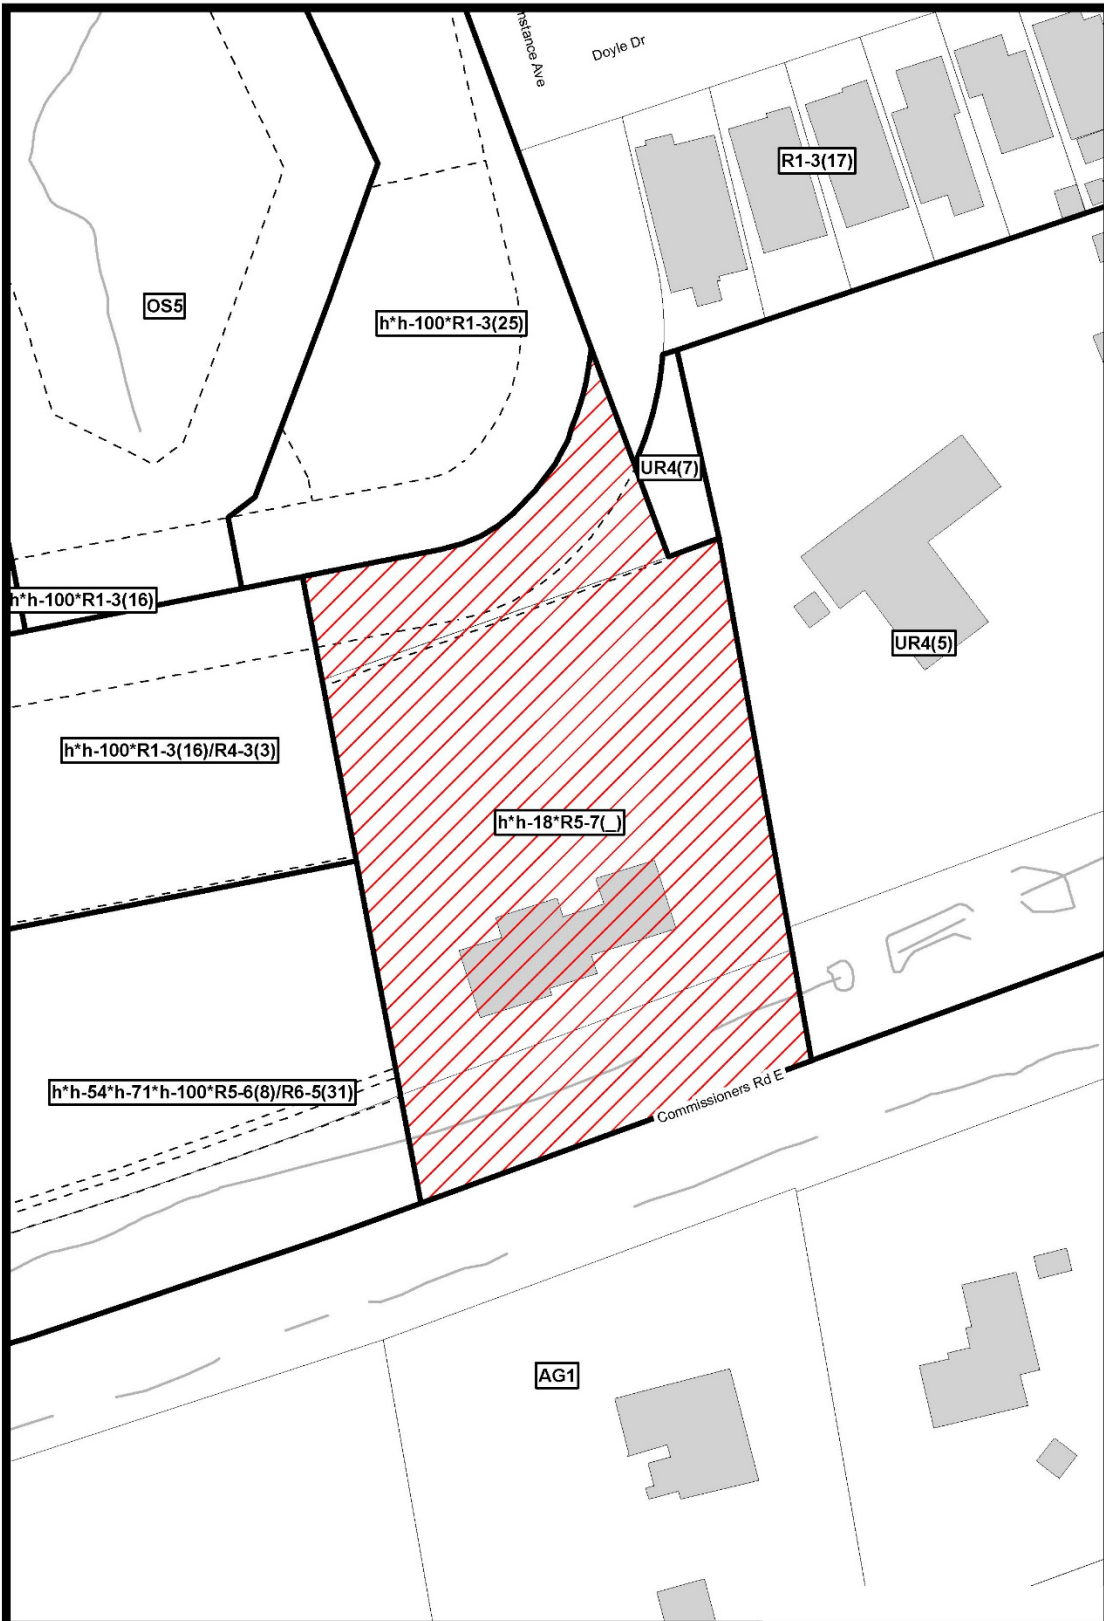 nstance Ave
Doyle Dr
R1-3(17)
OS5
h*h-100*R1-3(25)
UR4(7)
h*h-100*R1-3(16)
UR4(5)
h*h-100*R1-3(16)/R4-3(3)
h*h-18*R5-7(_)
h*h-54*h-71*h-100*R5-6(8)/R6-5(31)
Commissioners Rd E
AG1